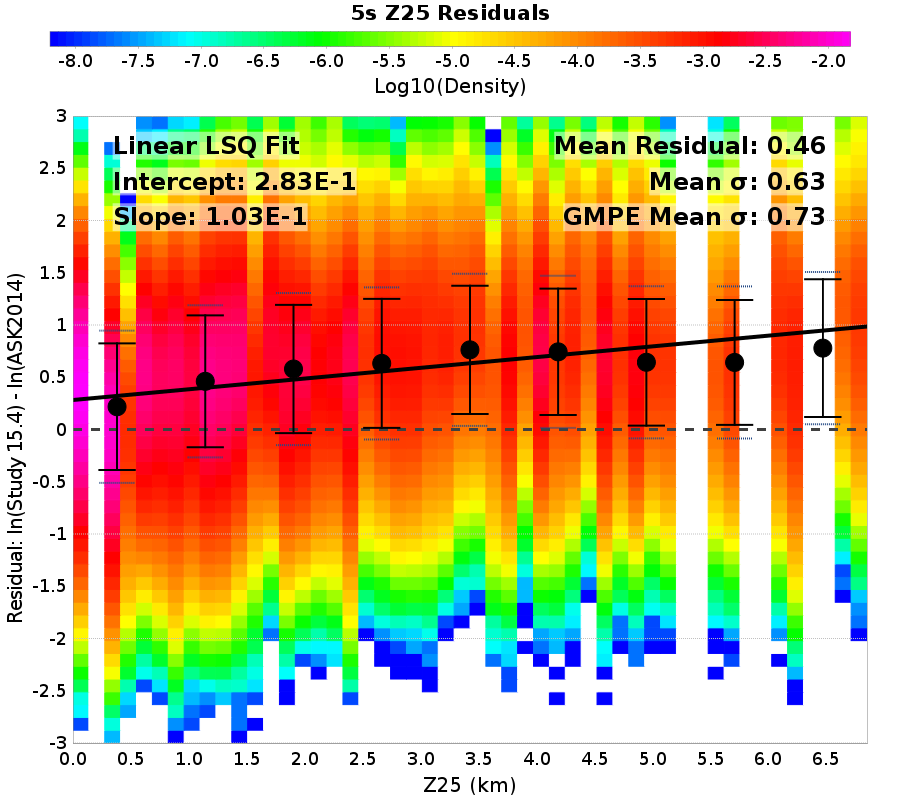 5s Z25 Residuals
-8.0 -7.5 -7.0 -6.5 -6.0 -5.5 -5.0 -4.5 -4.0 -3.5 -3.0 -2.5 -2.0
Log10(Density)
Linear LSQ Fit
Intercept: 2.83E-1
Slope: 1.03E-1
Mean Residual: 0.46
Mean σ: 0.63
GMPE Mean σ: 0.73
Residual: ln(Study 15.4) - ln(ASK2014)
3
2.5
2
1.5
1
0.5
0
-0.5
-1
-1.5
-2
-2.5
-3
0.0 0.5 1.0 1.5 2.0 2.5 3.0 3.5 4.0 4.5 5.0 5.5 6.0 6.5
Z25 (km)